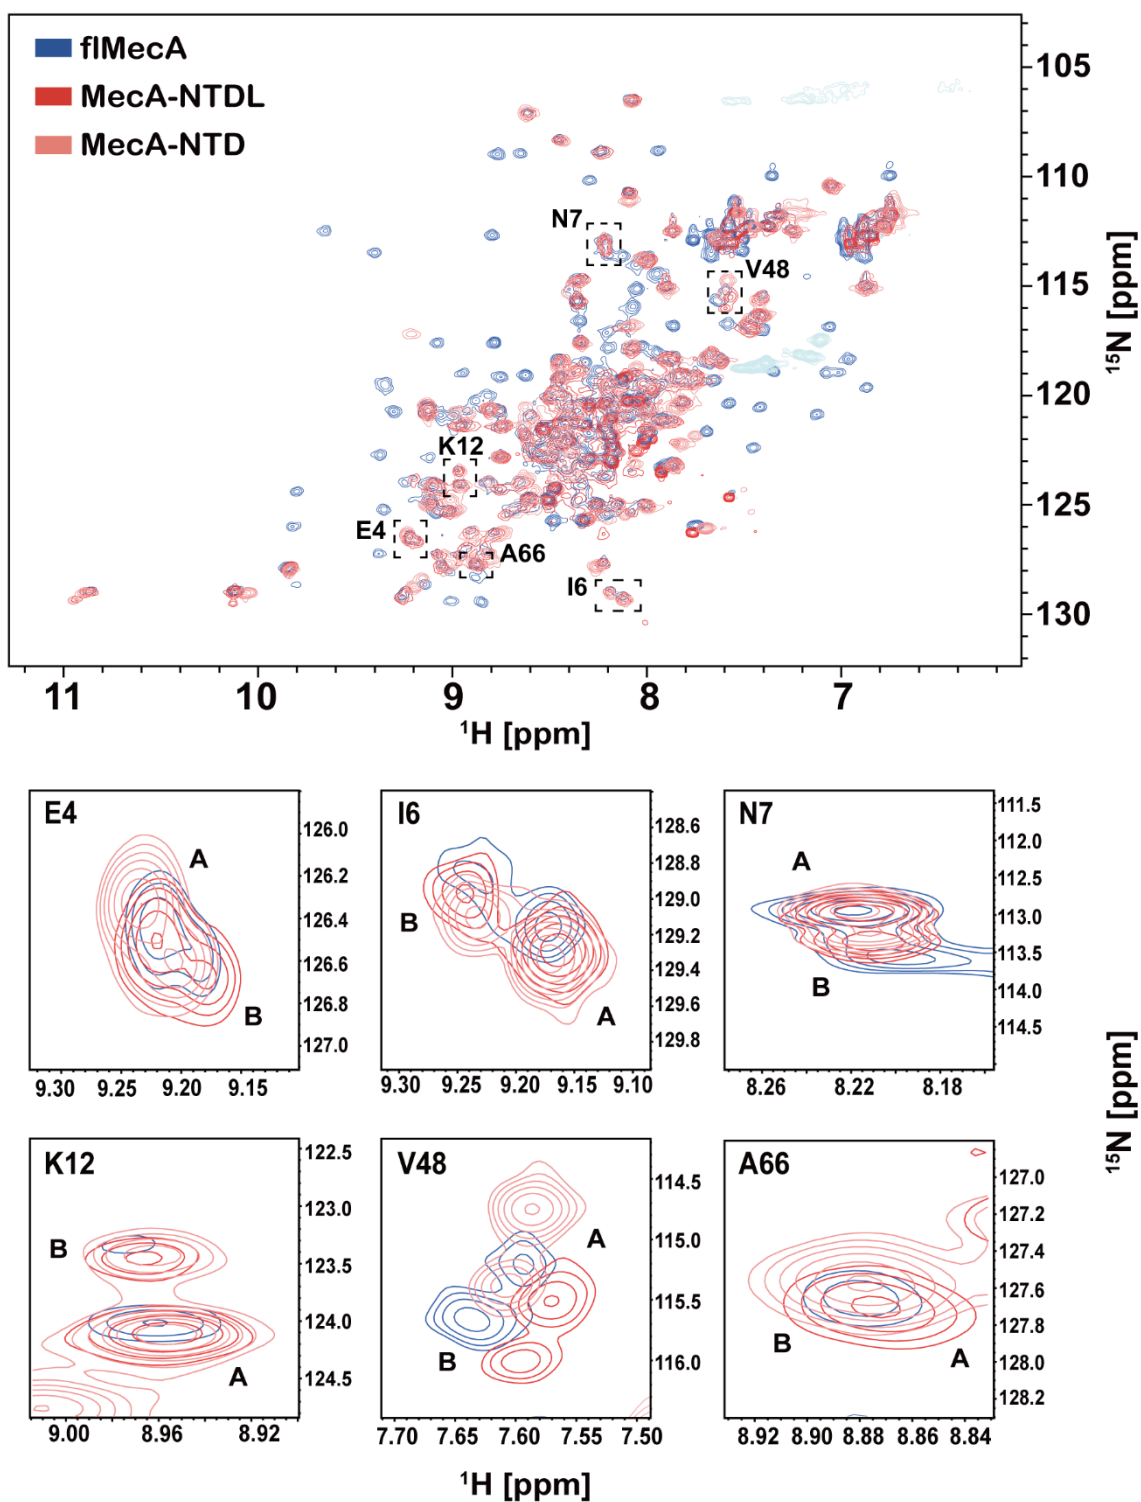 flMecA
MecA-NTDL
MecA-NTD
105
110
115
120
125
130
15N [ppm]
N7
V48
K12
E4
A66
I6
11 10 9 8 7
1H [ppm]
E4
A
B
126.0
126.2
126.4
126.6
126.8
127.0
9.30 9.25 9.20 9.15
I6
B
A
128.6
128.8
129.0
129.2
129.4
129.6
129.8
9.30 9.25 9.20 9.15 9.10
N7
A
B
111.5
112.0
112.5
113.0
113.5
114.0
114.5
8.26 8.22 8.18
K12
B
A
122.5
123.0
123.5
124.0
124.5
9.00 8.96 8.92
V48
A
B
114.5
115.0
115.5
116.0
7.70 7.65 7.60 7.55 7.50
A66
B
A
127.0
127.2
127.4
127.6
127.8
128.0
128.2
8.92 8.90 8.88 8.86 8.84
15N [ppm]
1H [ppm]